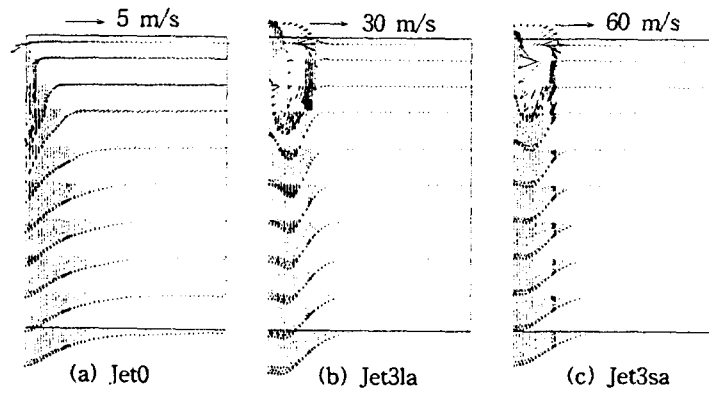 5 m/s
30 m/s
60 m/s
(a) Jet0
(b) Jet3la
(c) Jet3sa